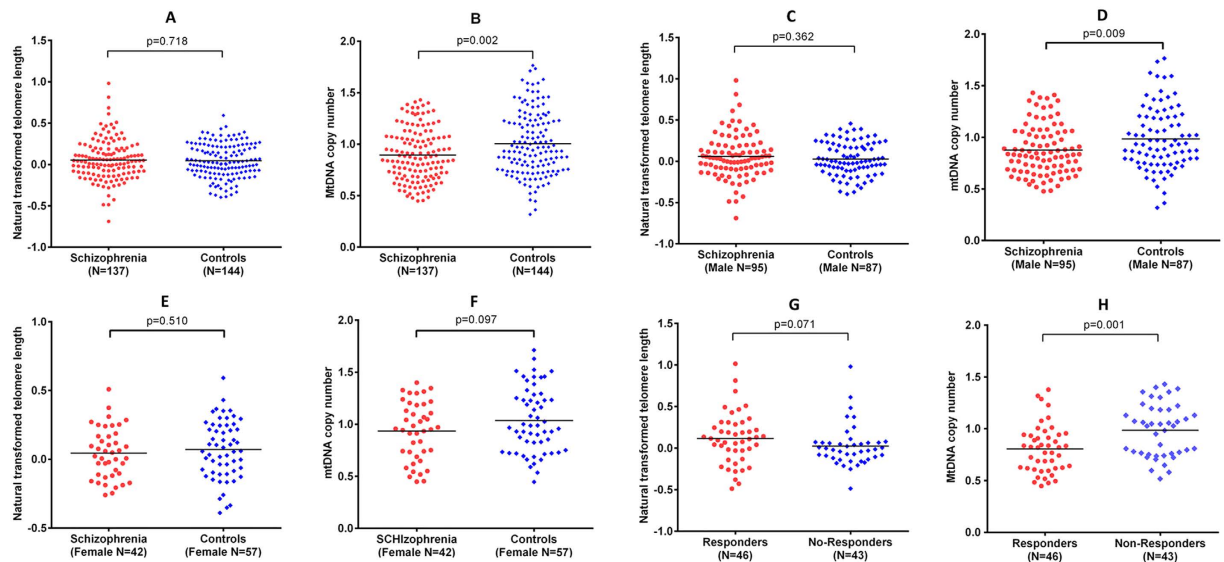 A
p=0.718
Natural transformed telomere length
1.5
1.0
0.5
0.0
-0.5
-1.0
Schizophrenia
(N=137)
Controls
(N=144)
B
p=0.002
MtDNA copy number
2.0
1.5
1.0
0.5
0.0
Schizophrenia
(N=137)
Controls
(N=144)
C
p=0.362
Natural transformed telomere length
1.5
1.0
0.5
0.0
-0.5
-1.0
Schizophrenia
(Male N=95)
Controls
(Male N=87)
D
p=0.009
mtDNA copy number
2.0
1.5
1.0
0.5
0.0
Schizophrenia
(Male N=95)
Controls
(Male N=87)
E
p=0.510
Natural transformed telomere length
1.0
0.5
0.0
-0.5
Schizophrenia
(Female N=42)
Controls
(Female N=57)
F
p=0.097
mtDNA copy number
2.0
1.5
1.0
0.5
0.0
SCHIzophrenia
(Female N=42)
Controls
(Female N=57)
G
p=0.071
Natural transformed telomere length
1.5
1.0
0.5
0.0
-0.5
-1.0
Responders
(N=46)
No-Responders
(N=43)
H
p=0.001
MtDNA copy number
2.0
1.5
1.0
0.5
0.0
Responders
(N=46)
Non-Responders
(N=43)